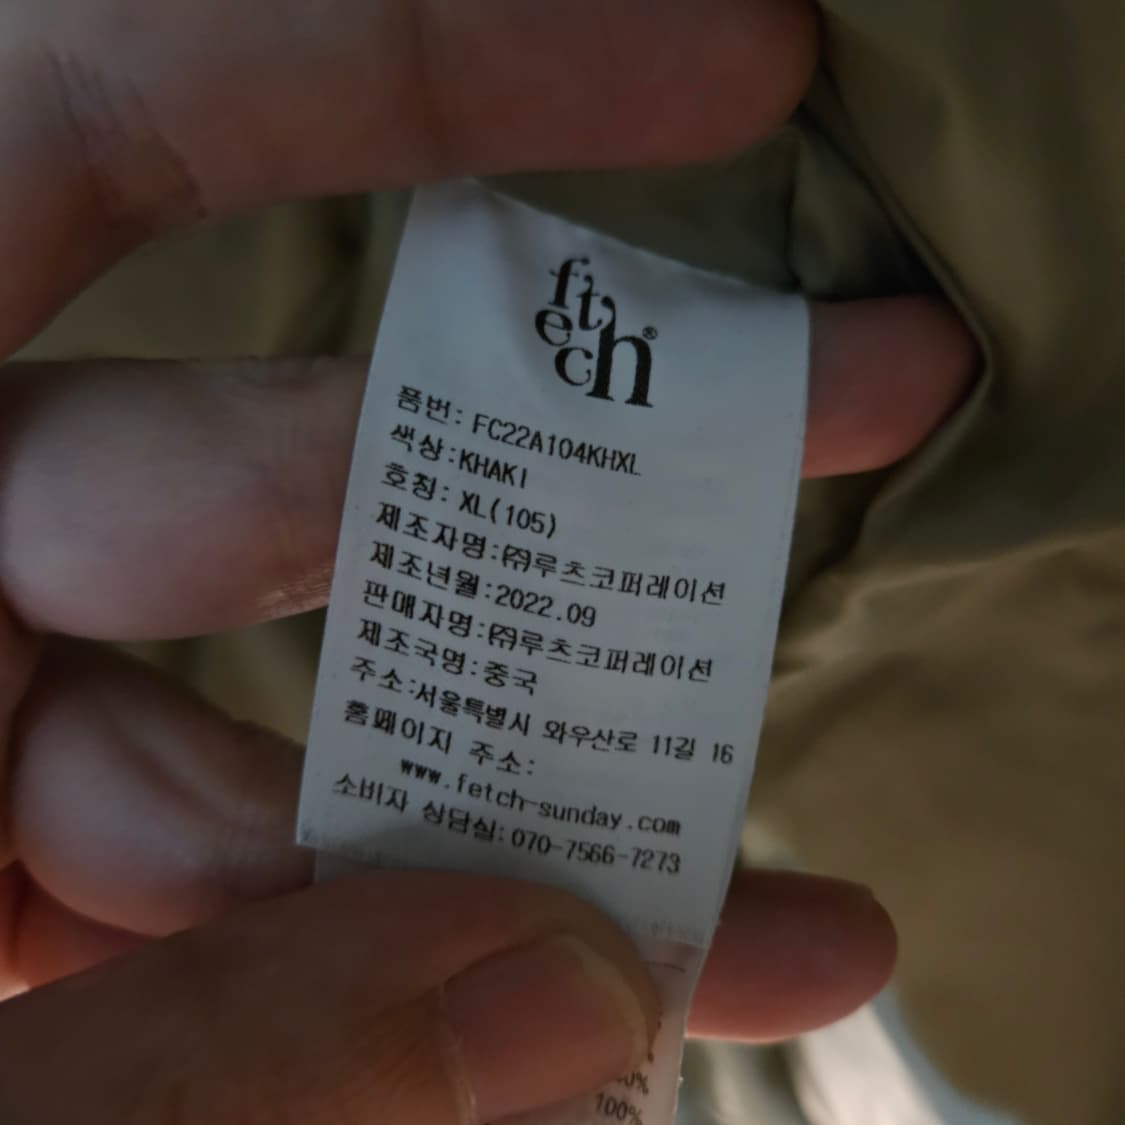 fetch®
품번: FC22A104KHXL
색상:KHAKI
호칭: XL(105)
제조자명:㈜루츠코퍼레이션
제조년월:2022.09
판매자명:㈜루츠코퍼레이션
제조국명:중국
주소:서울특별시 와우산로 11길 16
홈페이지 주소:
www.fetch-sunday.com
소비자 상담실:070-7566-7273
100%